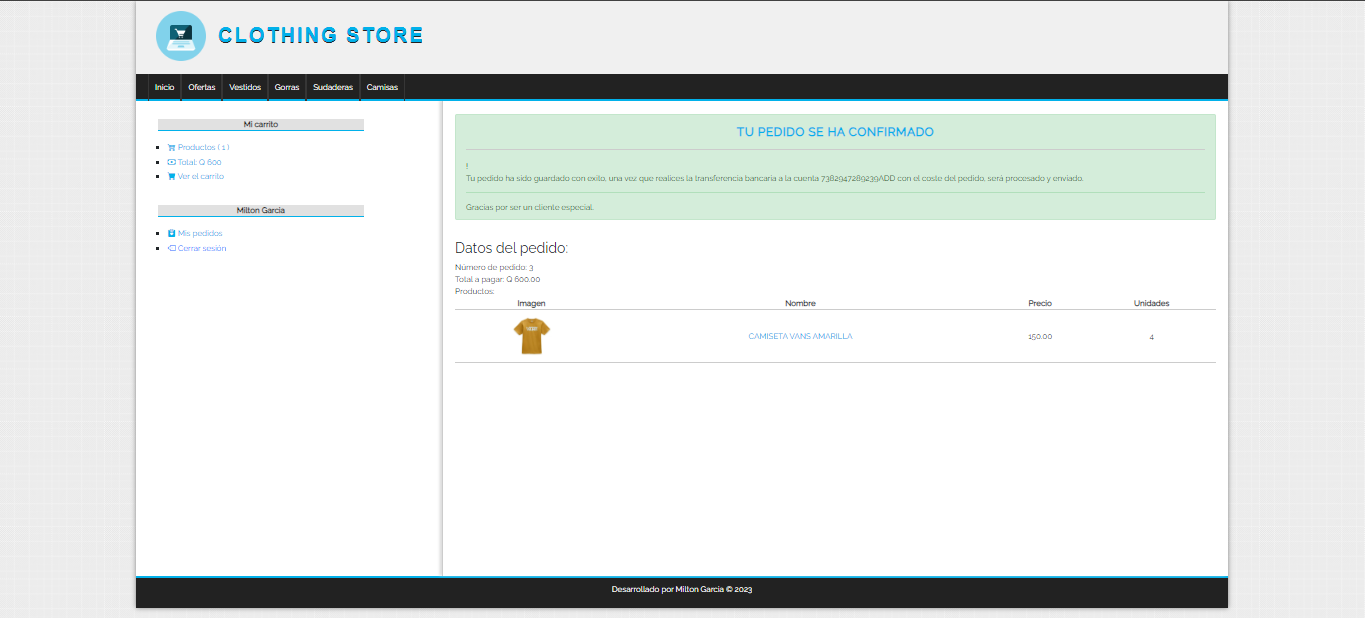 CLOTHING STORE
Inicio Ofertas Vestidos Gorras Sudaderas Camisas
Mi carrito
Productos ( 1 )
Total: Q 600
Ver el carrito
Milton Garcia
Mis pedidos
Cerrar sesión
TU PEDIDO SE HA CONFIRMADO
!
Tu pedido ha sido guardado con exito, una vez que realices la transferencia bancaria a la cuenta 7382947289239ADD con el coste del pedido, será procesado y enviado.
Gracias por ser un cliente especial.
Datos del pedido:
Número de pedido: 3
Total a pagar: Q 600.00
Productos:
Imagen Nombre Precio Unidades
CAMISETA VANS AMARILLA 150.00 4
Desarrollado por Milton Garcia © 2023